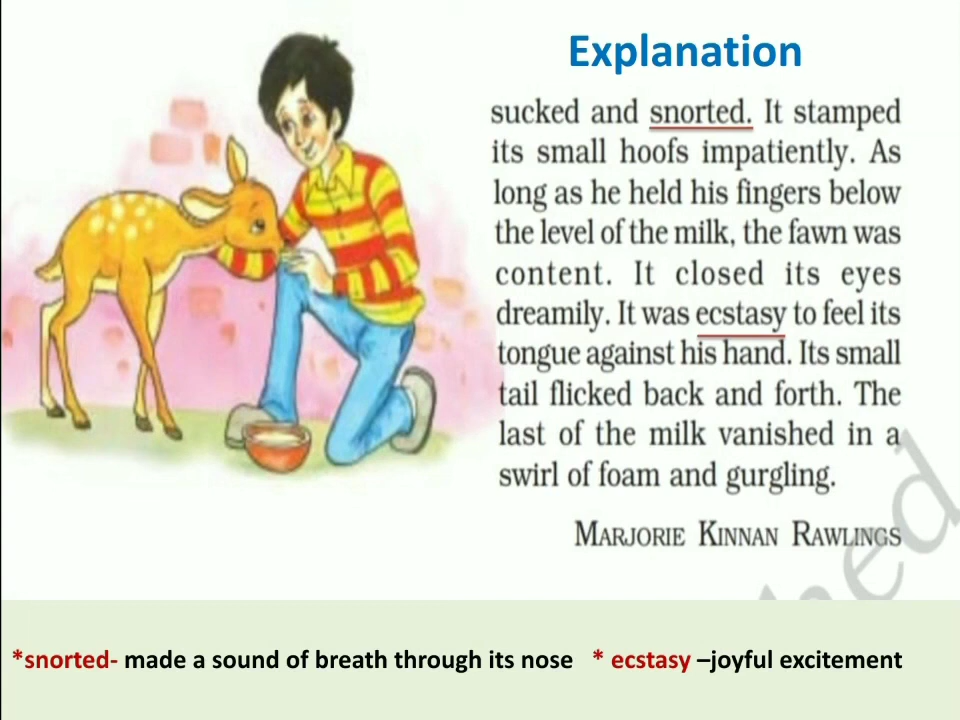 Explanation
sucked and snorted. It stamped
its small hoofs impatiently. As
long as he held his fingers below
the level of the milk, the fawn was
content. It closed its eyes
dreamily. It was ecstasy to feel its
tongue against his hand. Its small
tail flicked back and forth. The
last of the milk vanished in a
swirl of foam and gurgling.
MARJORIE KINNAN RAWLINGS
*snorted- made a sound of breath through its nose * ecstasy –joyful excitement